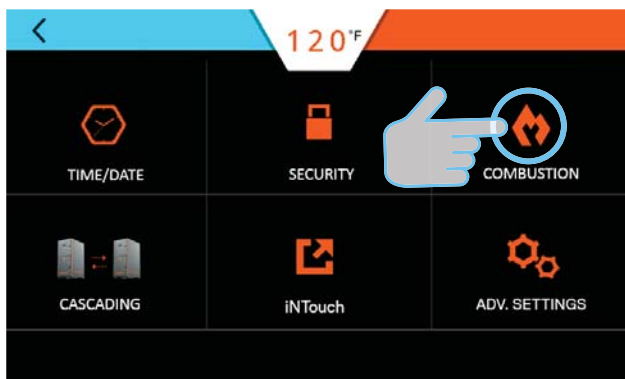 120°F
TIME/DATE
SECURITY
COMBUSTION
CASCADING
iNTouch
ADV. SETTINGS